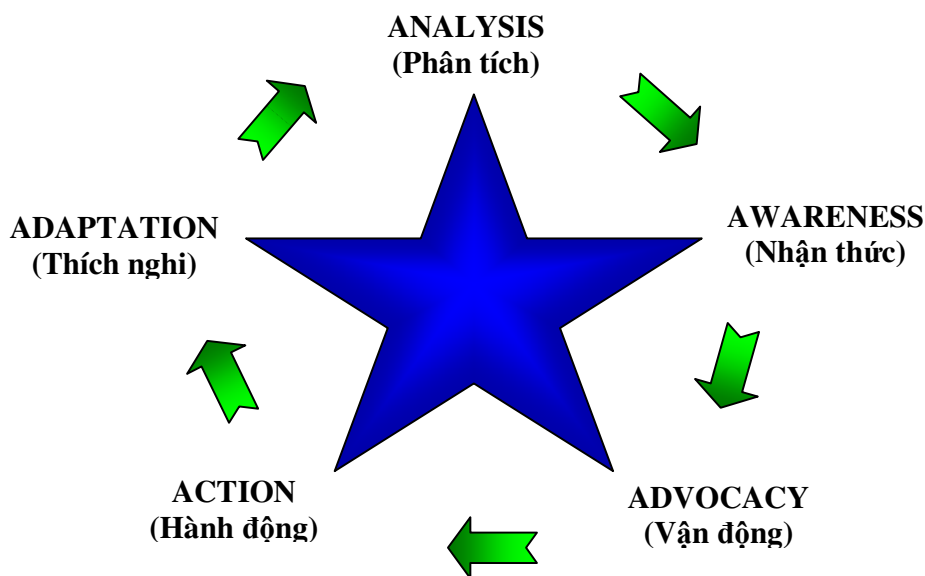 ANALYSIS
(Phân tích)
AWARENESS
(Nhận thức)
ADVOCACY
(Vận động)
ACTION
(Hành động)
ADAPTATION
(Thích nghi)